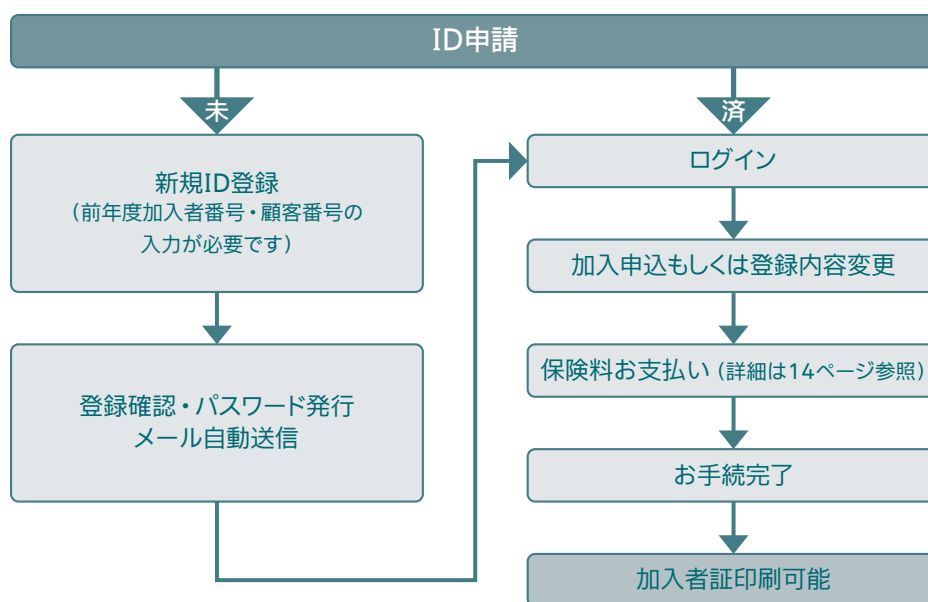 ID申請
未
新規ID登録
(前年度加入者番号・顧客番号の
入力が必要です)
登録確認・パスワード発行
メール自動送信
済
ログイン
加入申込もしくは登録内容変更
保険料お支払い(詳細は14ページ参照)
お手続完了
加入者証印刷可能